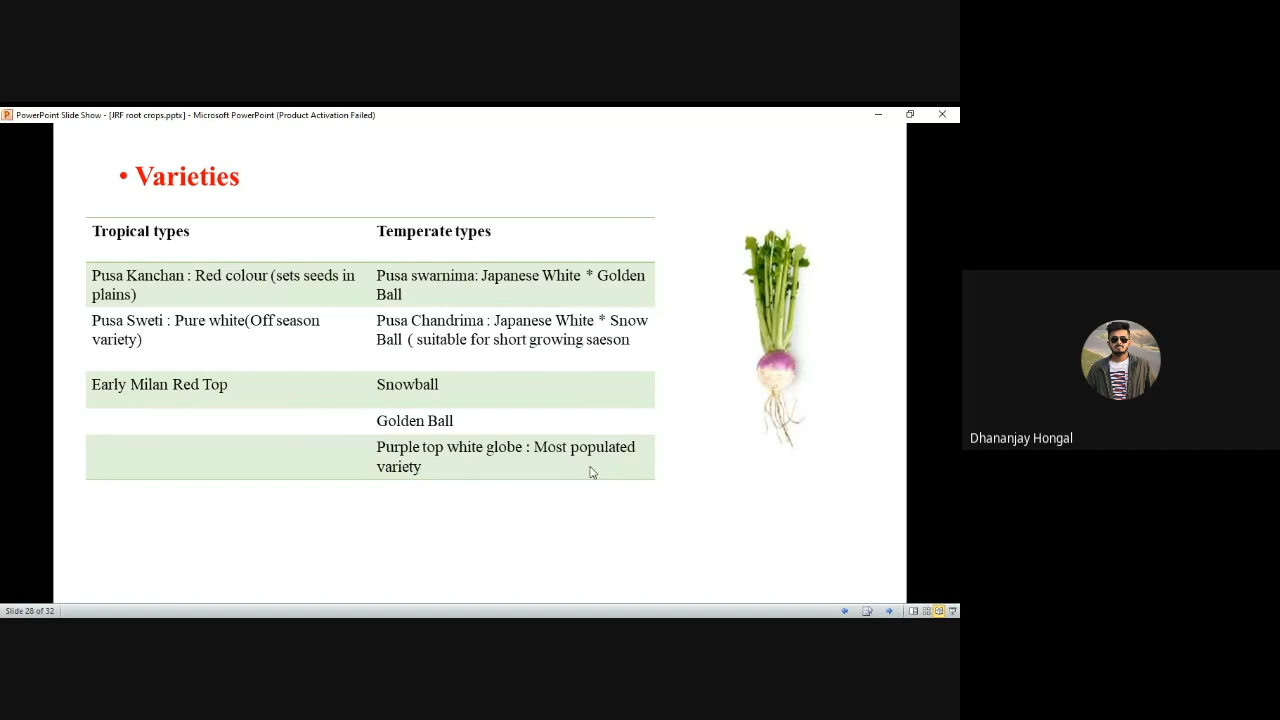 PowerPoint Slide Show - [JRF root crops.pptx] - Microsoft PowerPoint (Product Activation Failed)
• Varieties
Tropical types
Temperate types
Pusa Kanchan : Red colour (sets seeds in
plains)
Pusa swarnima: Japanese White * Golden
Ball
Pusa Sweti : Pure white(Off season
variety)
Pusa Chandrima : Japanese White * Snow
Ball ( suitable for short growing saeson
Early Milan Red Top
Snowball
Golden Ball
Purple top white globe : Most populated
variety
Dhananjay Hongal
Slide 28 of 32